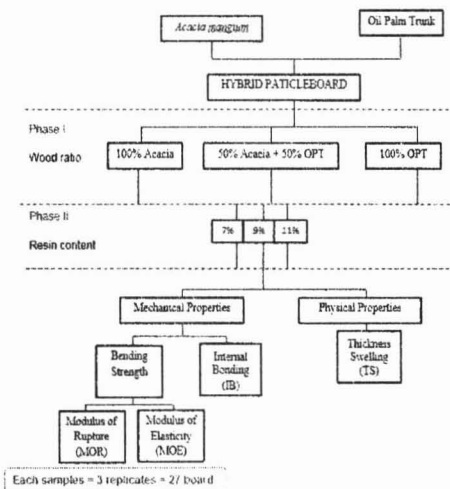 Acacia mangium
Oil Palm Trunk
HYBRID PATICLEBOARD
Phase I
Wood ratio
100% Acacia
50% Acacia + 50% OPT
100% OPT
Phase II
Resin content
7%
9%
11%
Mechanical Properties
Physical Properties
Bending
Strength
Internal
Bonding
(IB)
Thickness
Swelling
(TS)
Modulus of
Rupture
(MOR)
Modulus of
Elasticity
(MOE)
Each samples = 3 replicates = 27 board